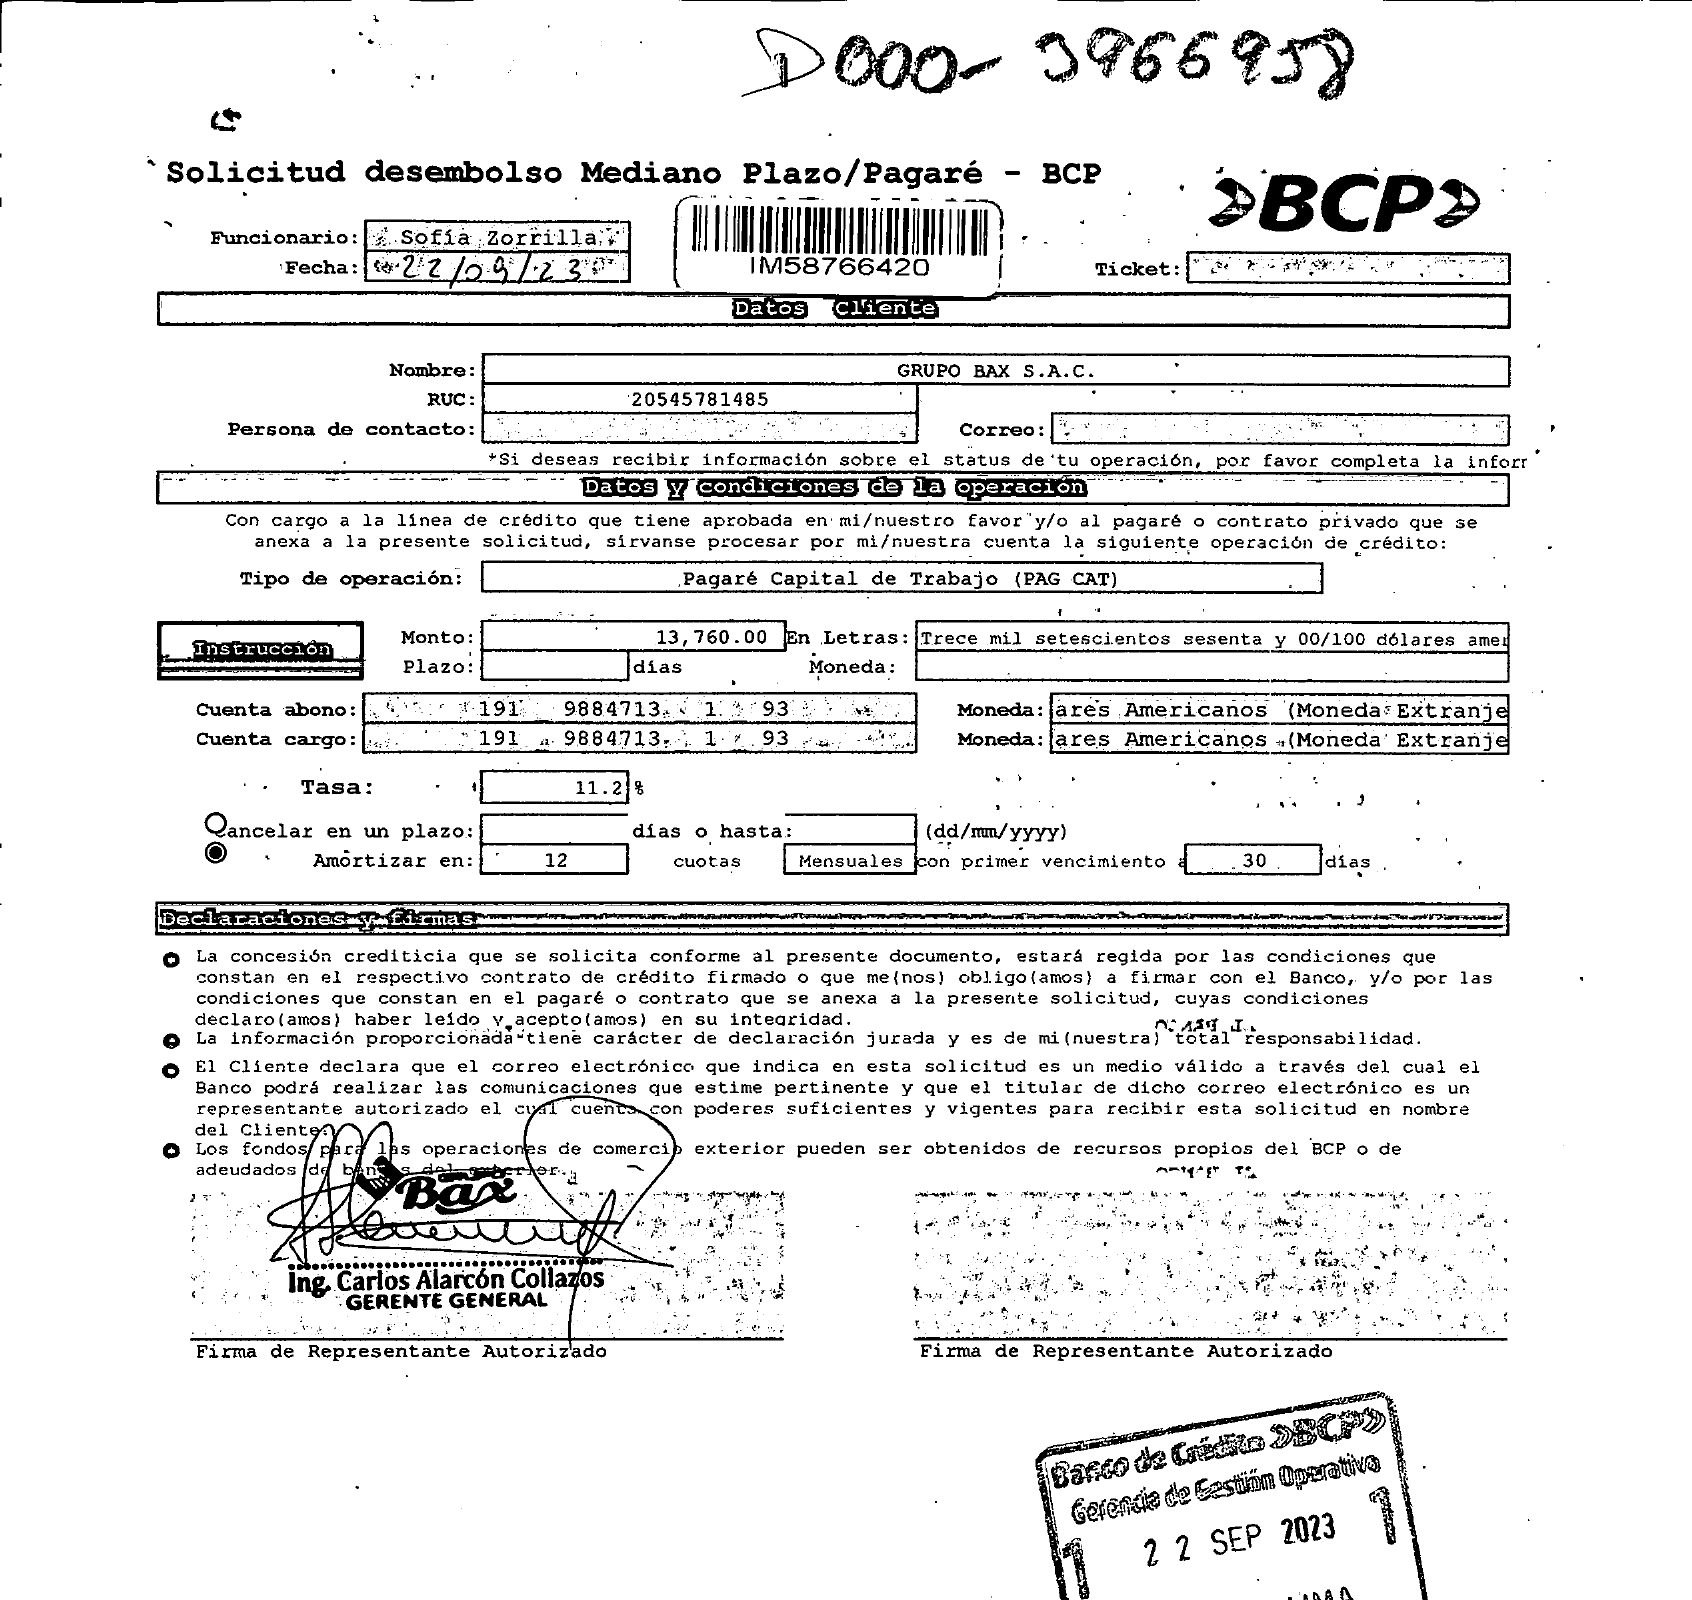 D000-3966958
Solicitud desembolso Mediano Plazo/Pagaré - BCP
BCP
Funcionario: Sofía Zorrilla
Fecha: 22/09/23
IM58766420
Ticket:
Datos Cliente
Nombre: GRUPO BAX S.A.C.
RUC: 20545781485
Persona de contacto: Correo:
*Si deseas recibir información sobre el status de tu operación, por favor completa la inforr
Datos y condiciones de la operación
Con cargo a la línea de crédito que tiene aprobada en mi/nuestro favor y/o al pagaré o contrato privado que se
anexa a la presente solicitud, sírvanse procesar por mi/nuestra cuenta la siguiente operación de crédito:
Tipo de operación: Pagaré Capital de Trabajo (PAG CAT)
Instrucción
Monto: 13,760.00 En Letras: Trece mil setescientos sesenta y 00/100 dólares amer
Plazo: días Moneda:
Cuenta abono: 191 9884713 1 93 Moneda: ares Americanos (Moneda Extranje
Cuenta cargo: 191 9884713 1 93 Moneda: ares Americanos (Moneda Extranje
Tasa: 11.2 %
Cancelar en un plazo: días o hasta: (dd/mm/yyyy)
Amortizar en: 12 cuotas Mensuales con primer vencimiento a 30 días
Declaraciones y firmas
La concesión crediticia que se solicita conforme al presente documento, estará regida por las condiciones que
constan en el respectivo contrato de crédito firmado o que me(nos) obligo(amos) a firmar con el Banco, y/o por las
condiciones que constan en el pagaré o contrato que se anexa a la presente solicitud, cuyas condiciones
declaro(amos) haber leído y acepto(amos) en su integridad.
La información proporcionada tiene carácter de declaración jurada y es de mi(nuestra) total responsabilidad.
El Cliente declara que el correo electrónico que indica en esta solicitud es un medio válido a través del cual el
Banco podrá realizar las comunicaciones que estime pertinente y que el titular de dicho correo electrónico es un
representante autorizado el cual cuenta con poderes suficientes y vigentes para recibir esta solicitud en nombre
del Cliente.
Los fondos para las operaciones de comercio exterior pueden ser obtenidos de recursos propios del BCP o de
adeudados de bancos del exterior.
Bax
Ing. Carlos Alarcón Collazos
GERENTE GENERAL
Firma de Representante Autorizado
Firma de Representante Autorizado
Banco de Crédito BCP
Gerencia de Gestión Operativa
1 22 SEP 2023 1